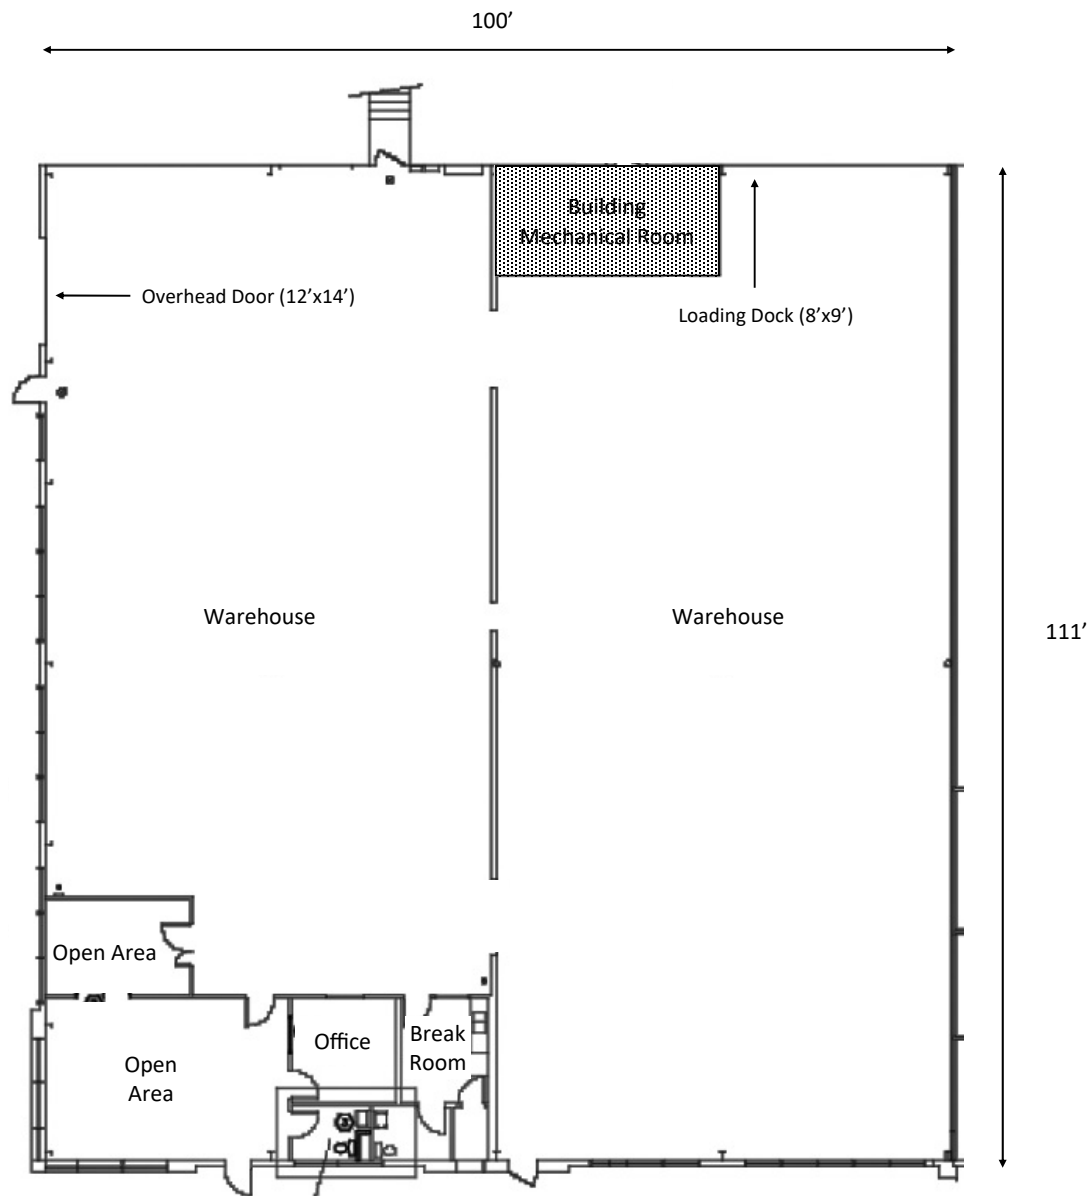 100’
Building
Mechanical Room
Overhead Door (12’x14’)
Loading Dock (8’x9’)
Warehouse
Warehouse
111’
Open Area
Office
Break
Room
Open
Area